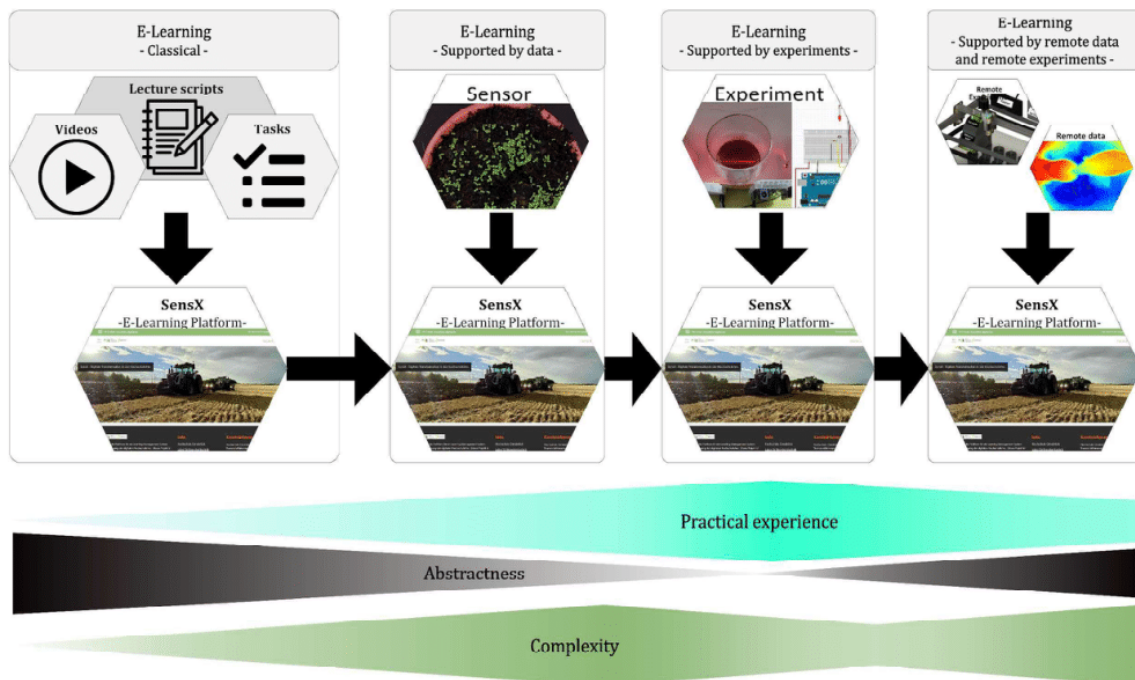 E-Learning
- Classical -
Lecture scripts
Videos
Tasks
SensX
-E-Learning Platform-
E-Learning
- Supported by data -
Sensor
SensX
-E-Learning Platform-
E-Learning
- Supported by experiments -
Experiment
SensX
-E-Learning Platform-
E-Learning
- Supported by remote data
and remote experiments -
Remote
Remote data
SensX
-E-Learning Platform-
Practical experience
Abstractness
Complexity